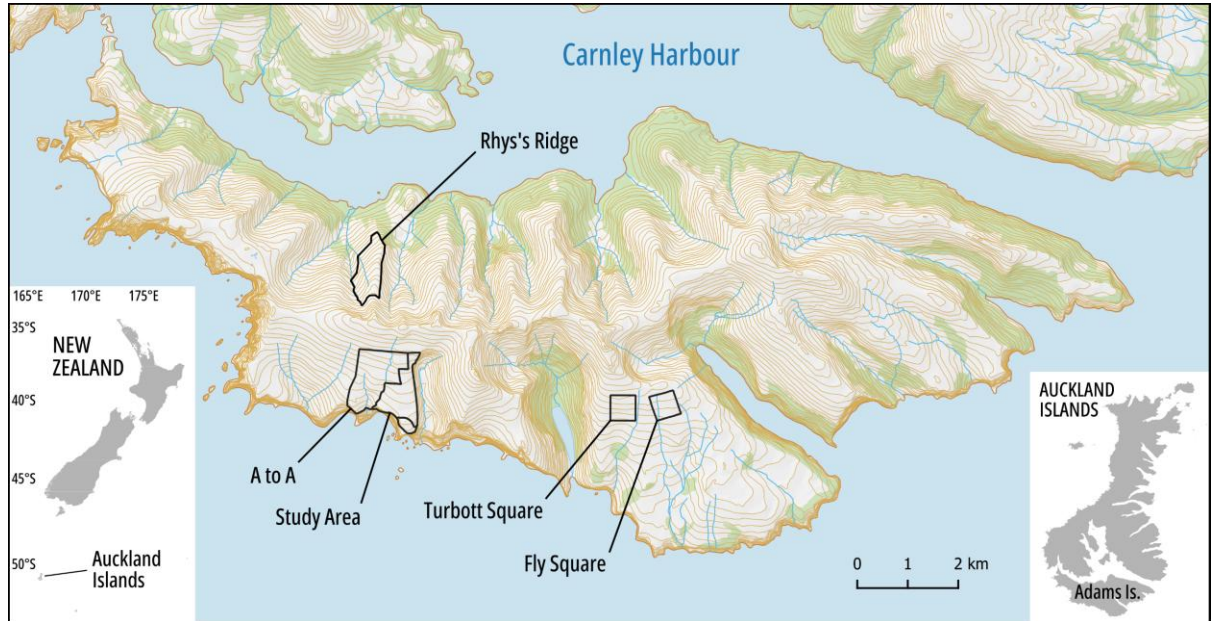 Carnley Harbour
Rhys's Ridge
165°E 170°E 175°E
35°S
NEW
ZEALAND
40°S
45°S
50°S
Auckland
Islands
A to A
Study Area
Turbott Square
Fly Square
0 1 2 km
AUCKLAND
ISLANDS
Adams Is.